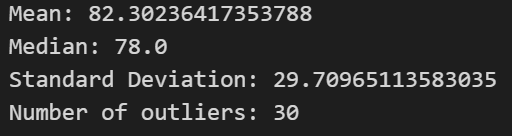 Mean: 82.30236417353788
Median: 78.0
Standard Deviation: 29.70965113583035
Number of outliers: 30